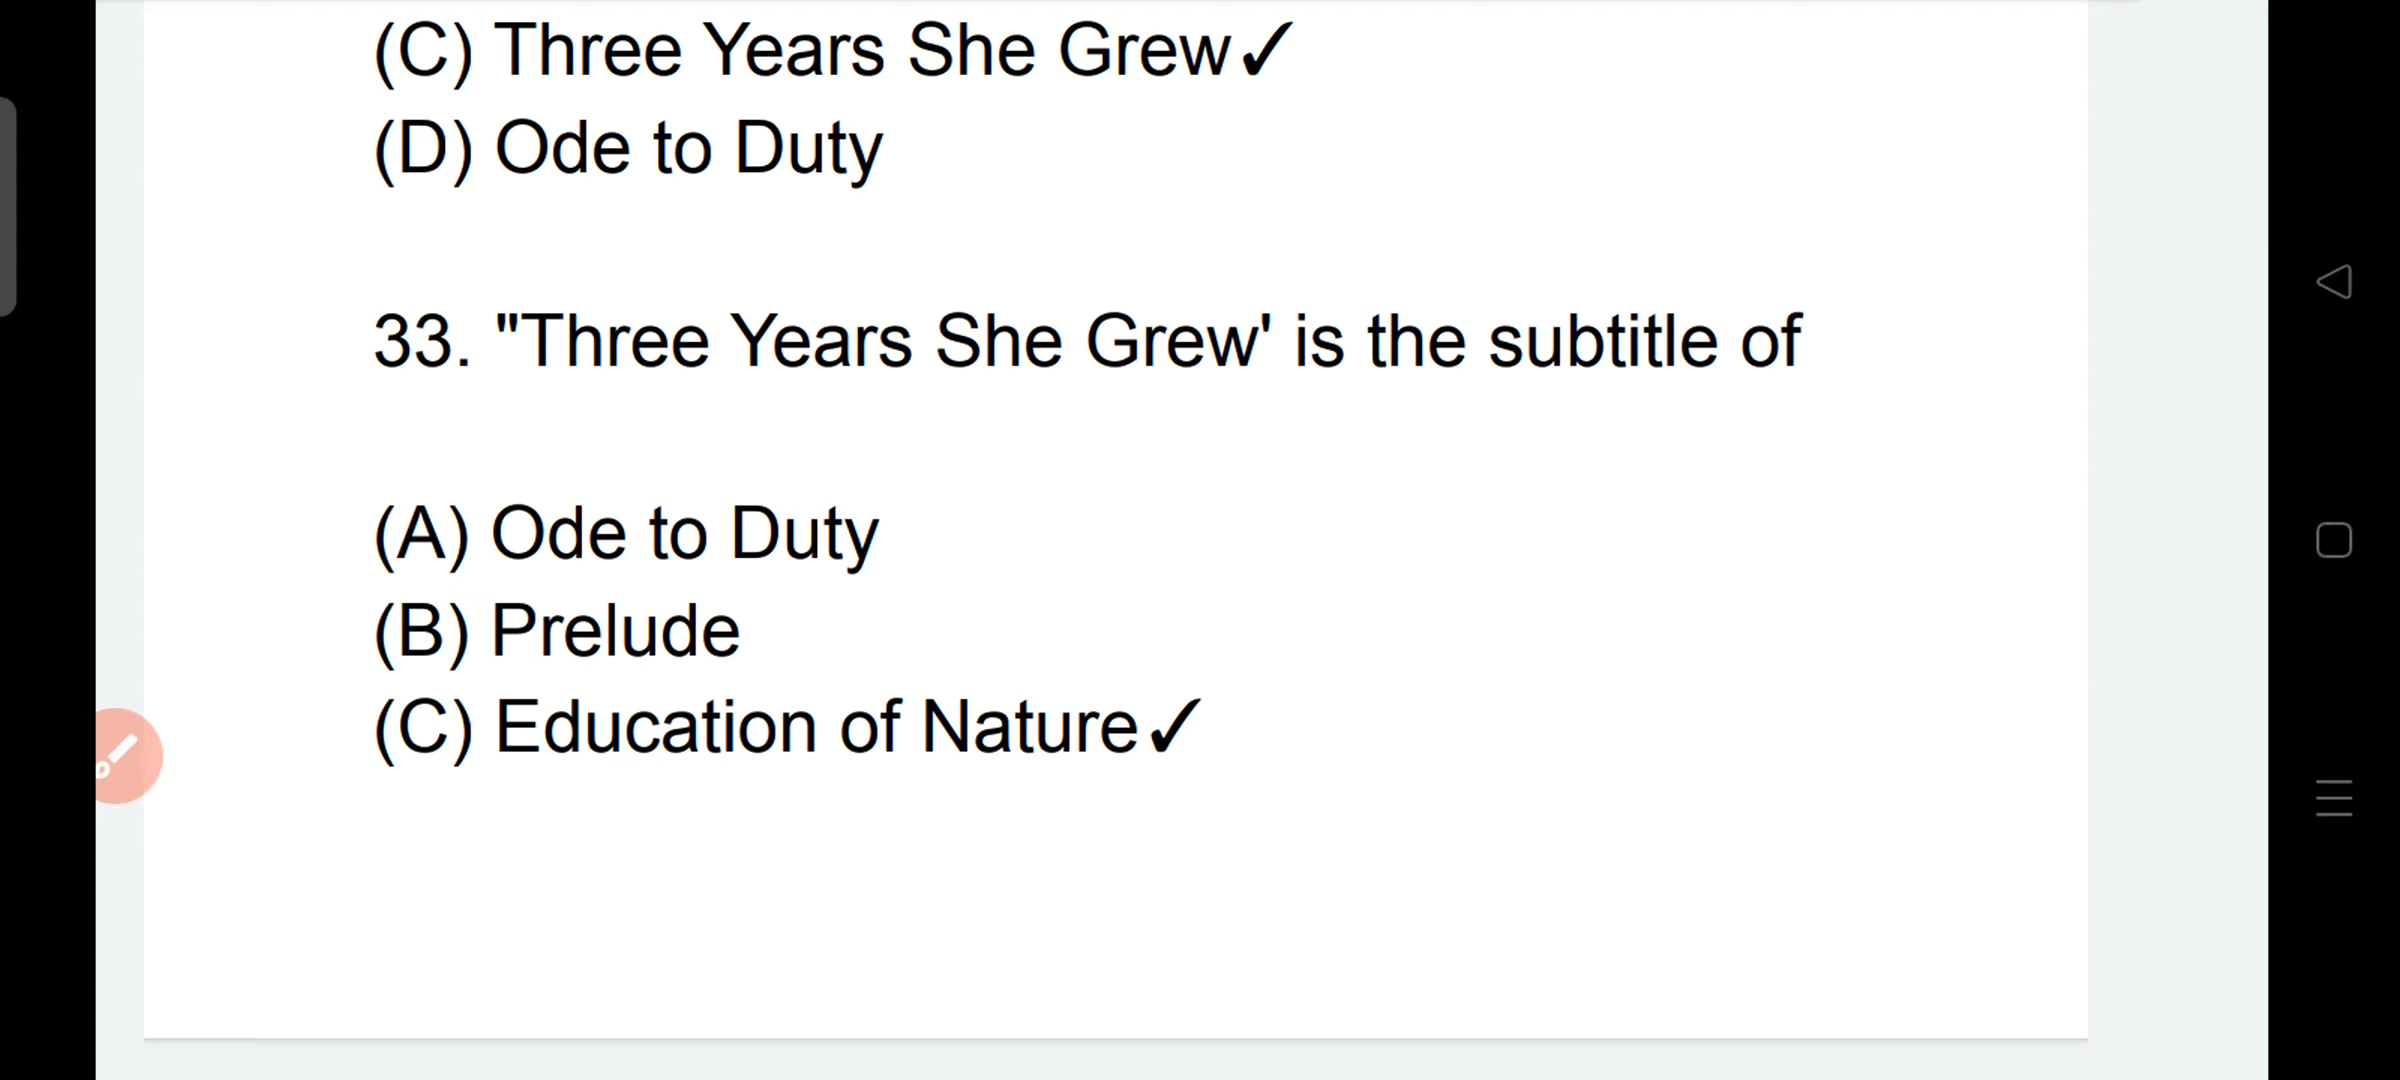 (C) Three Years She Grew✓
(D) Ode to Duty
33. "Three Years She Grew' is the subtitle of
(A) Ode to Duty
(B) Prelude
(C) Education of Nature✓